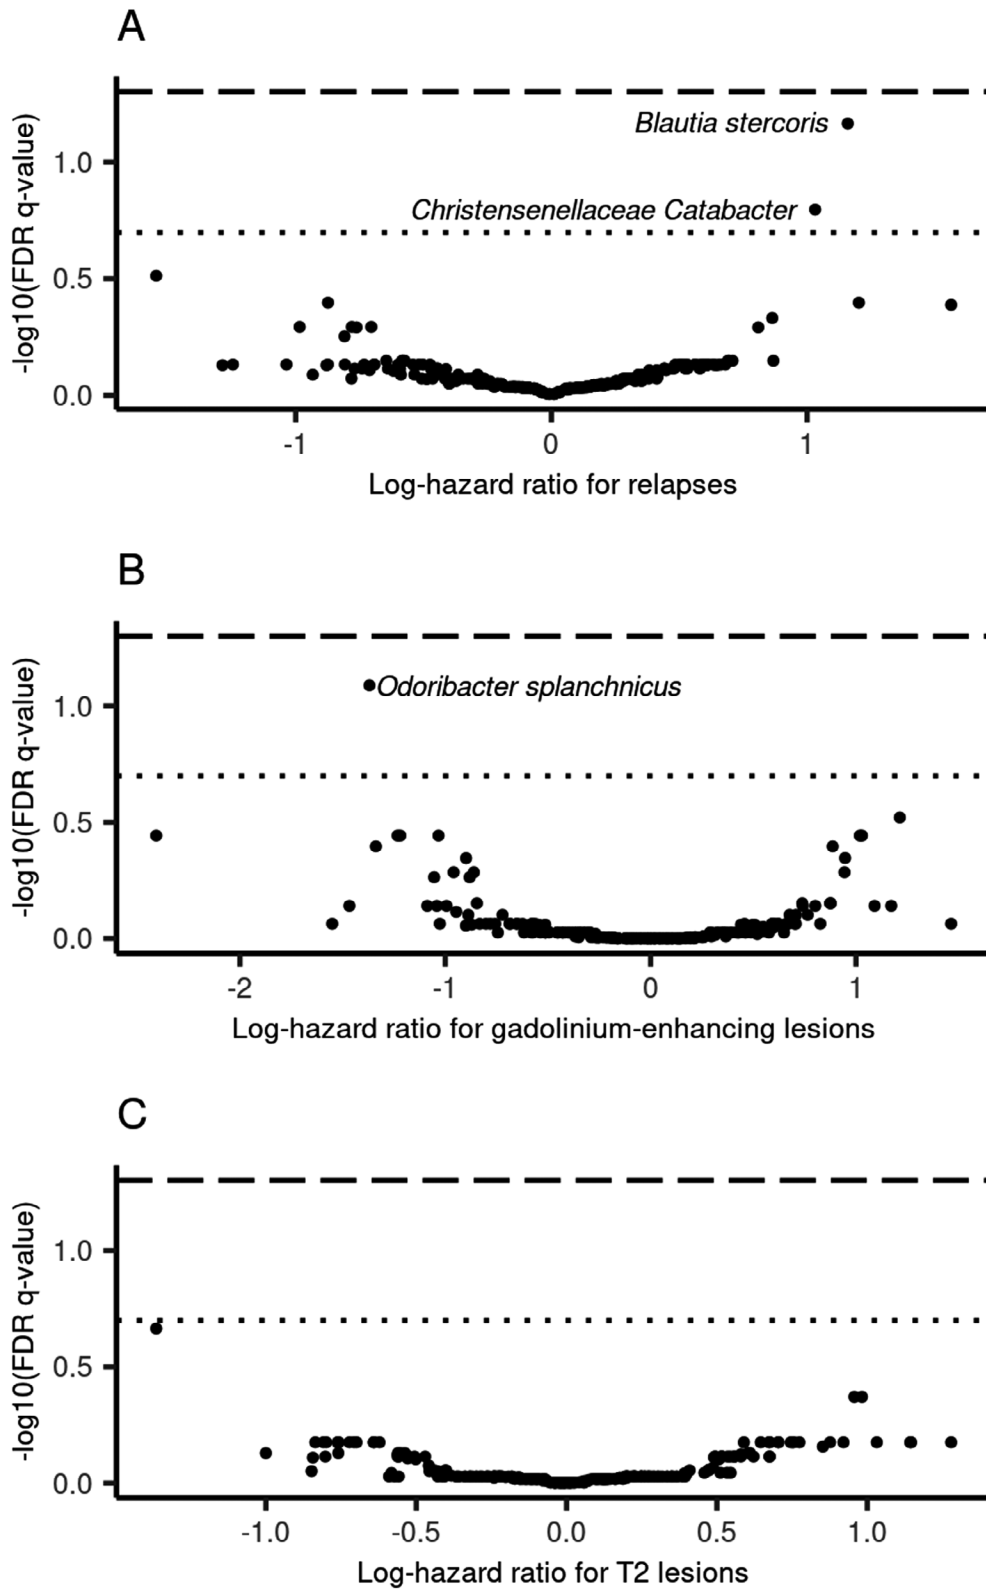 A
-log10(FDR q-value)
1.0
0.5
0.0
Blautia stercoris
Christensenellaceae Catabacter
-1 0 1
Log-hazard ratio for relapses
B
-log10(FDR q-value)
1.0
0.5
0.0
Odoribacter splanchnicus
-2 -1 0 1
Log-hazard ratio for gadolinium-enhancing lesions
C
-log10(FDR q-value)
1.0
0.5
0.0
-1.0 -0.5 0.0 0.5 1.0
Log-hazard ratio for T2 lesions